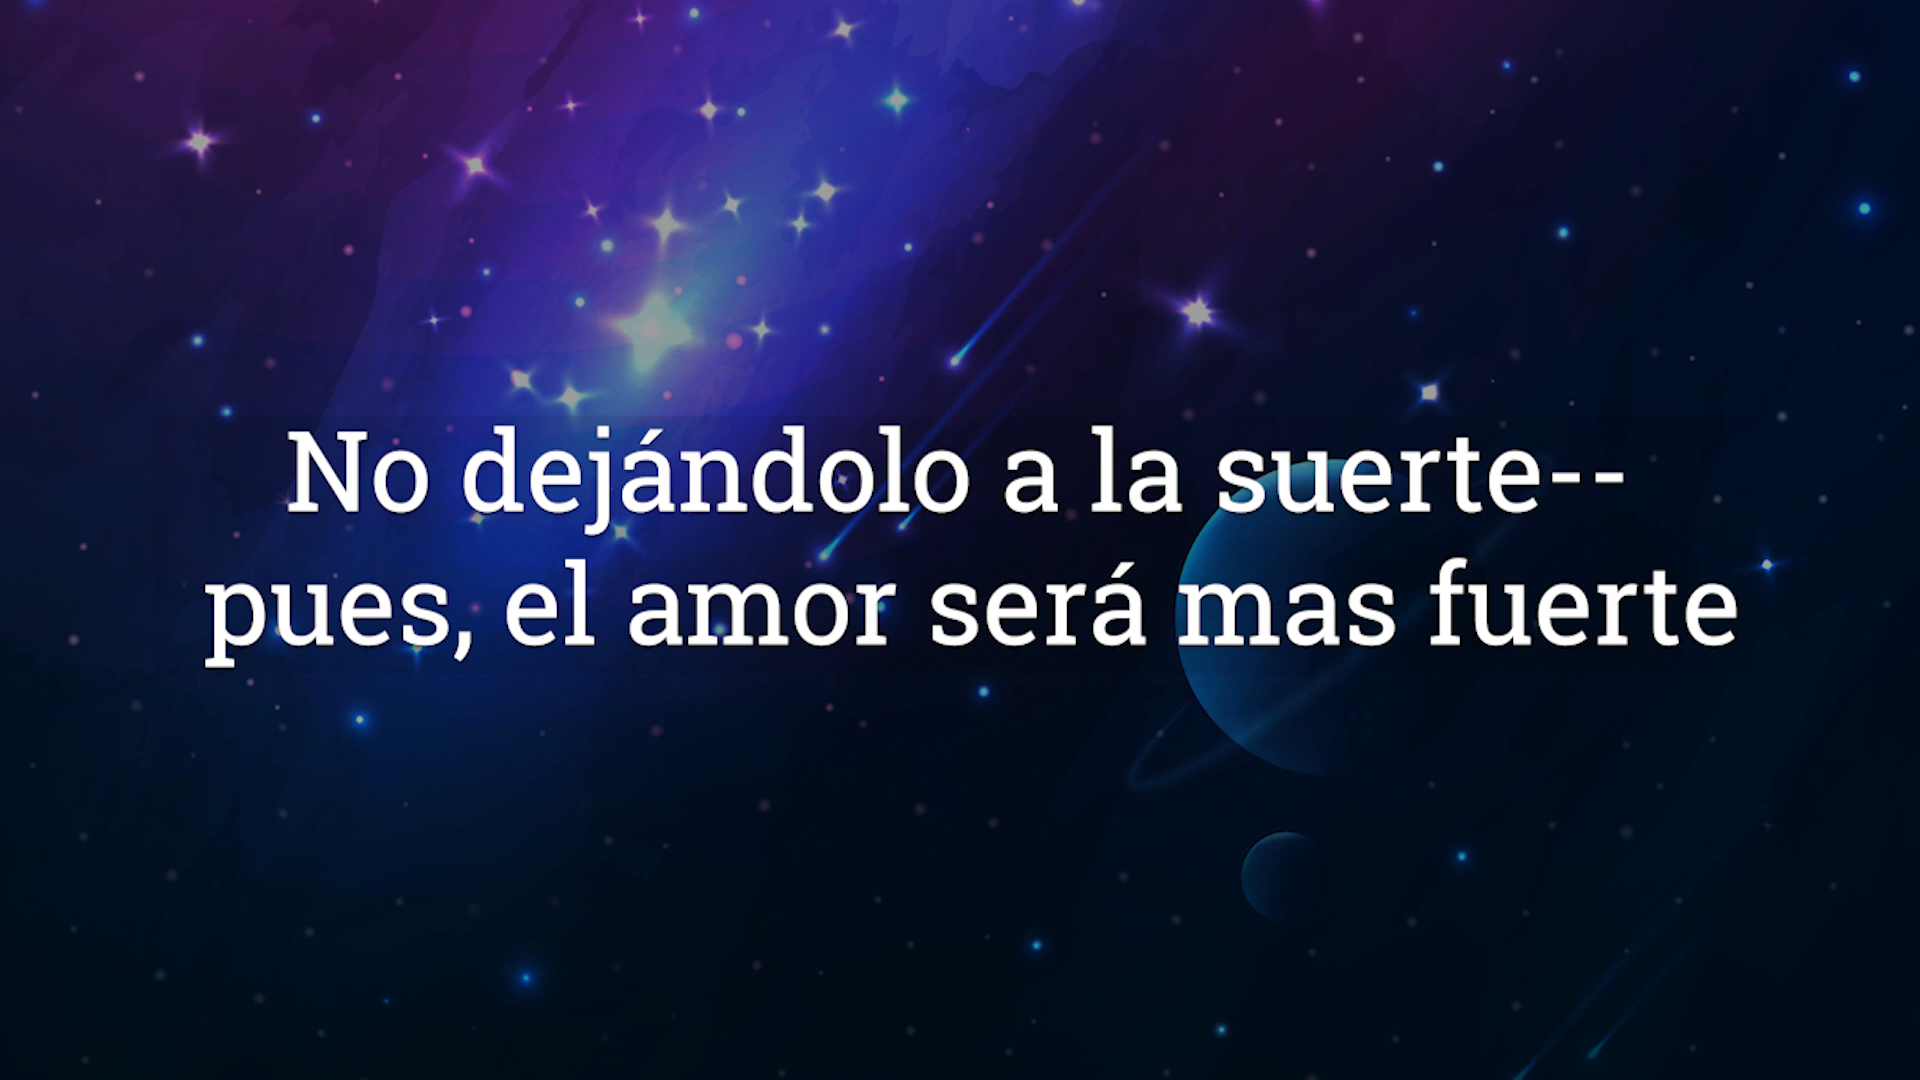 No dejándolo a la suerte--
pues, el amor será mas fuerte